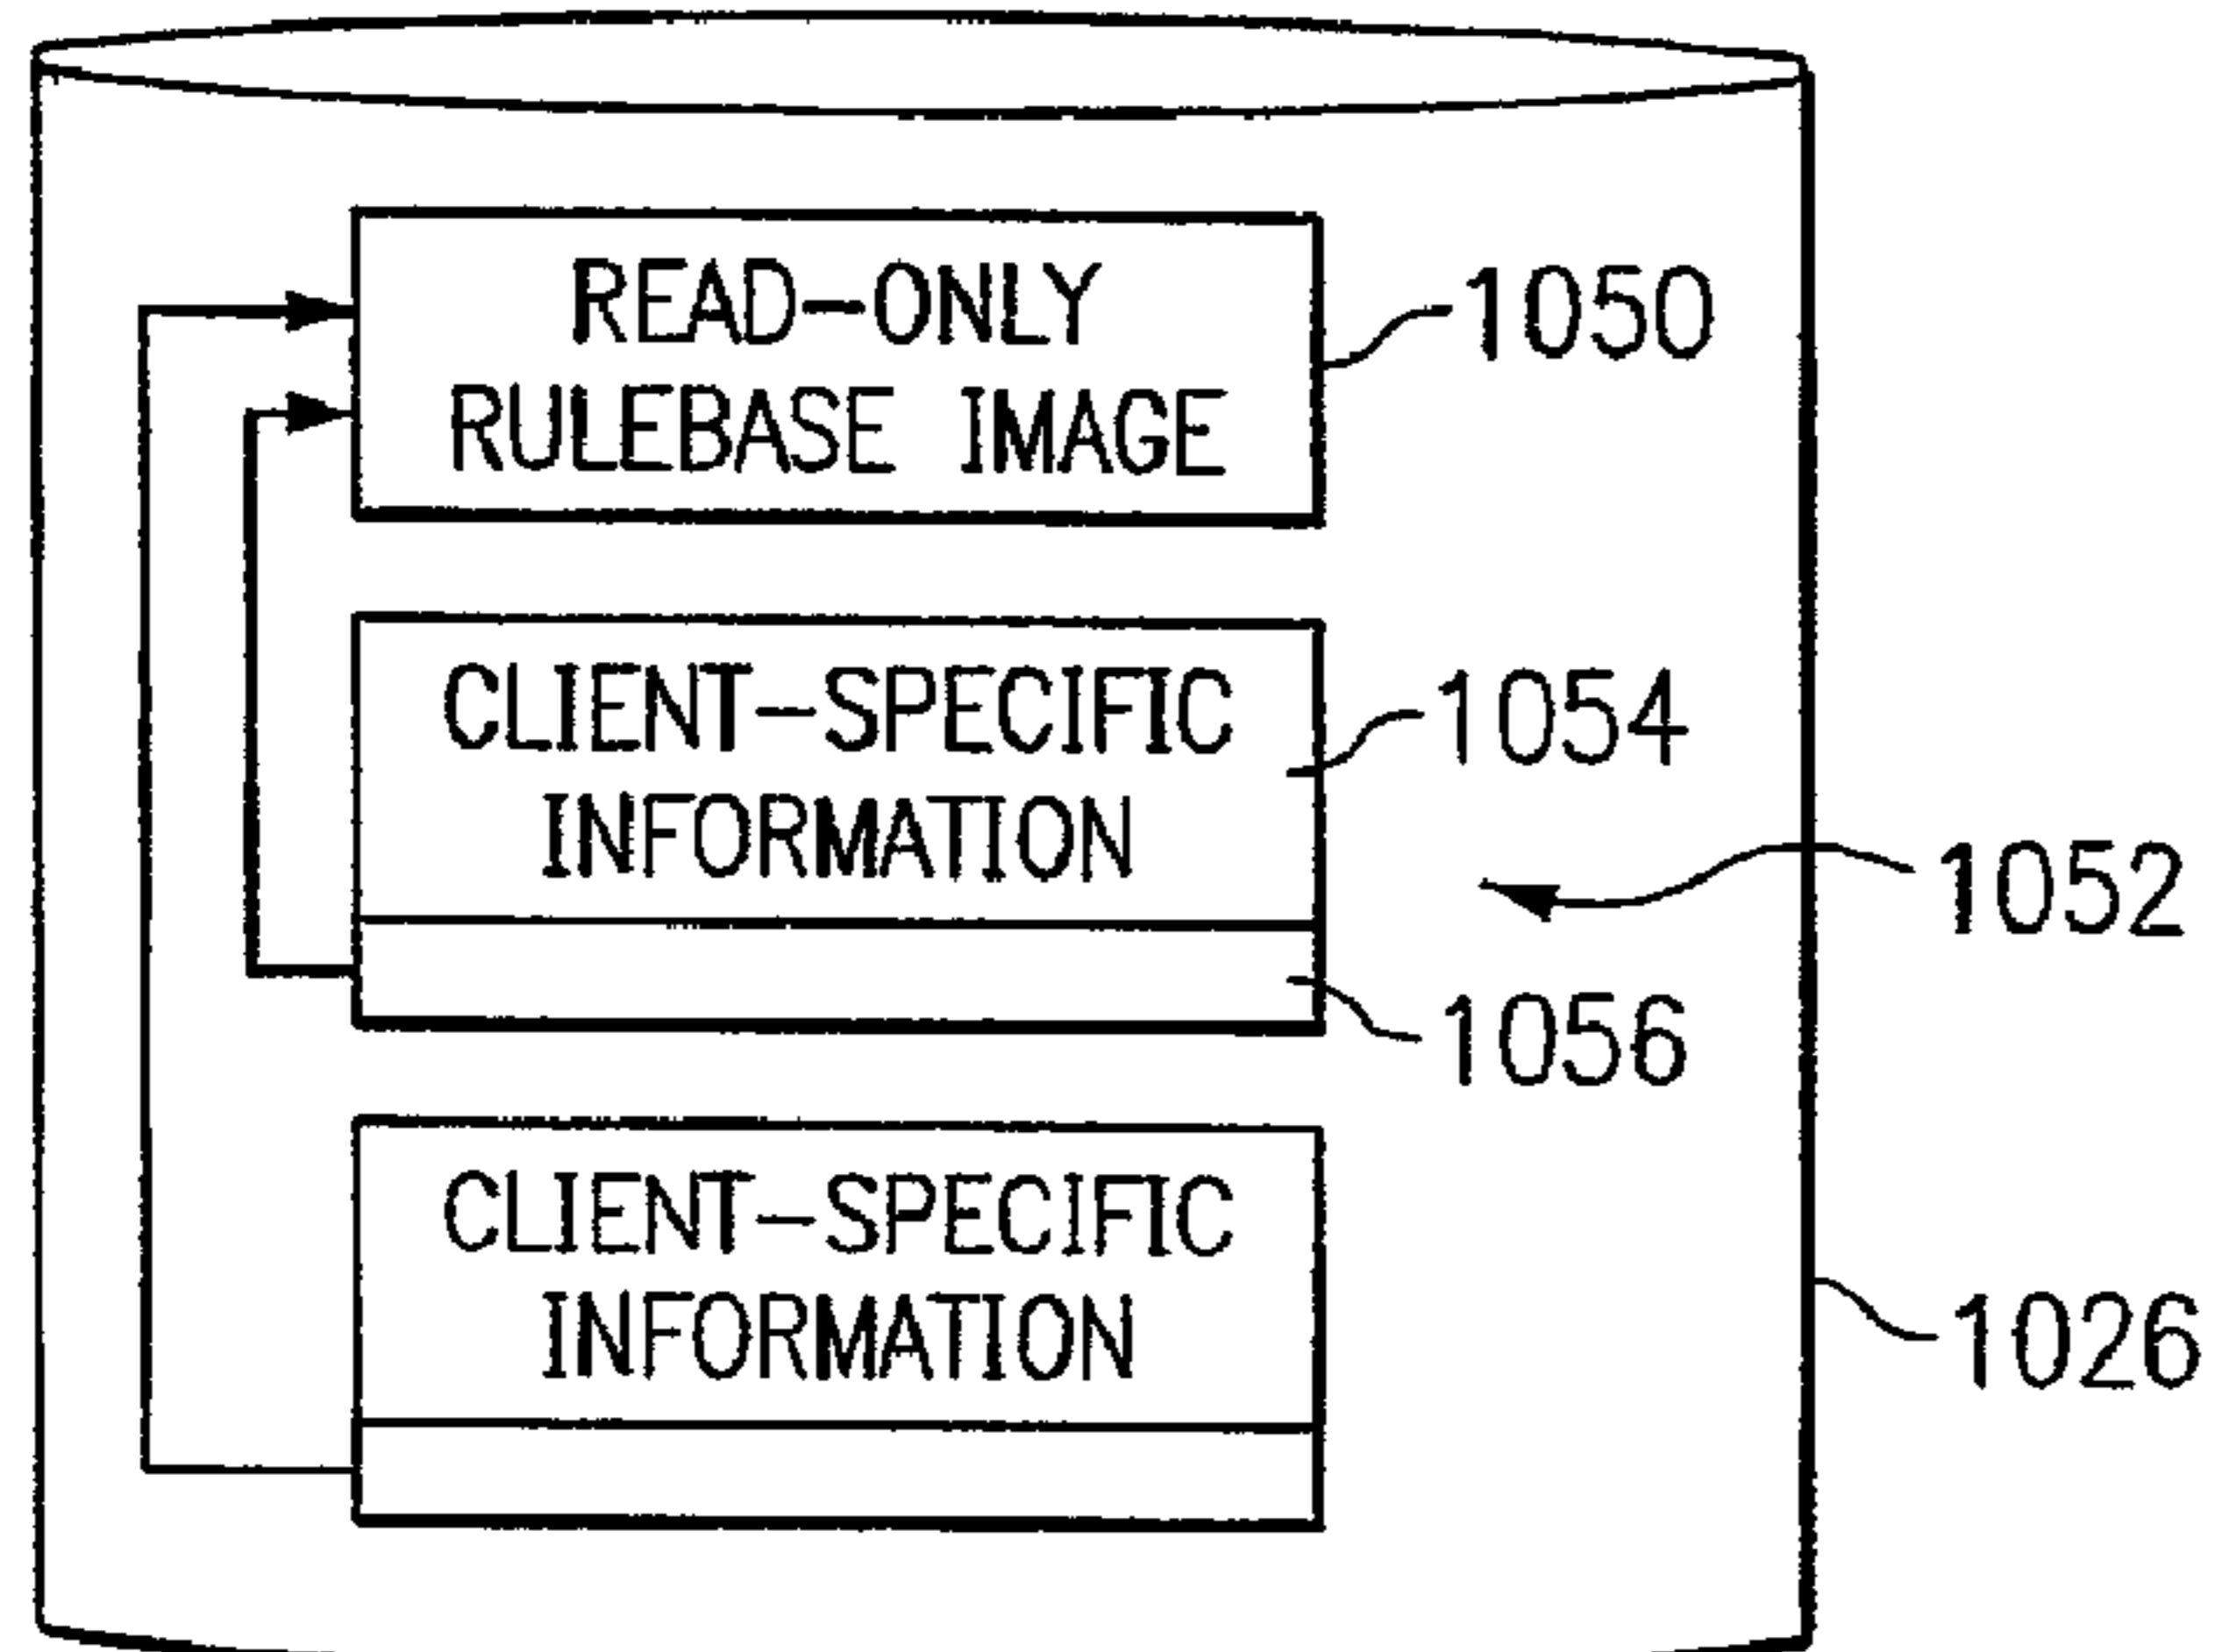 READ-ONLY
RULEBASE IMAGE
1050
CLIENT-SPECIFIC
INFORMATION
1054
1052
1056
CLIENT-SPECIFIC
INFORMATION
1026